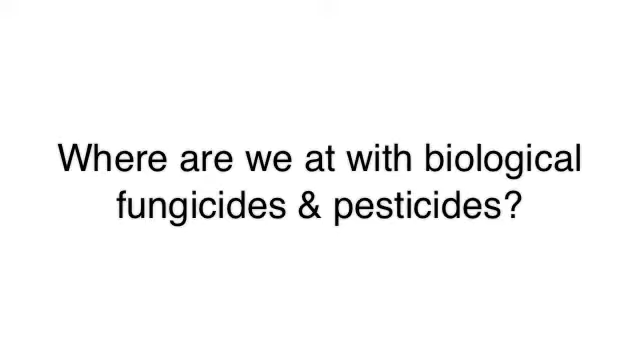 Where are we at with biological
fungicides & pesticides?